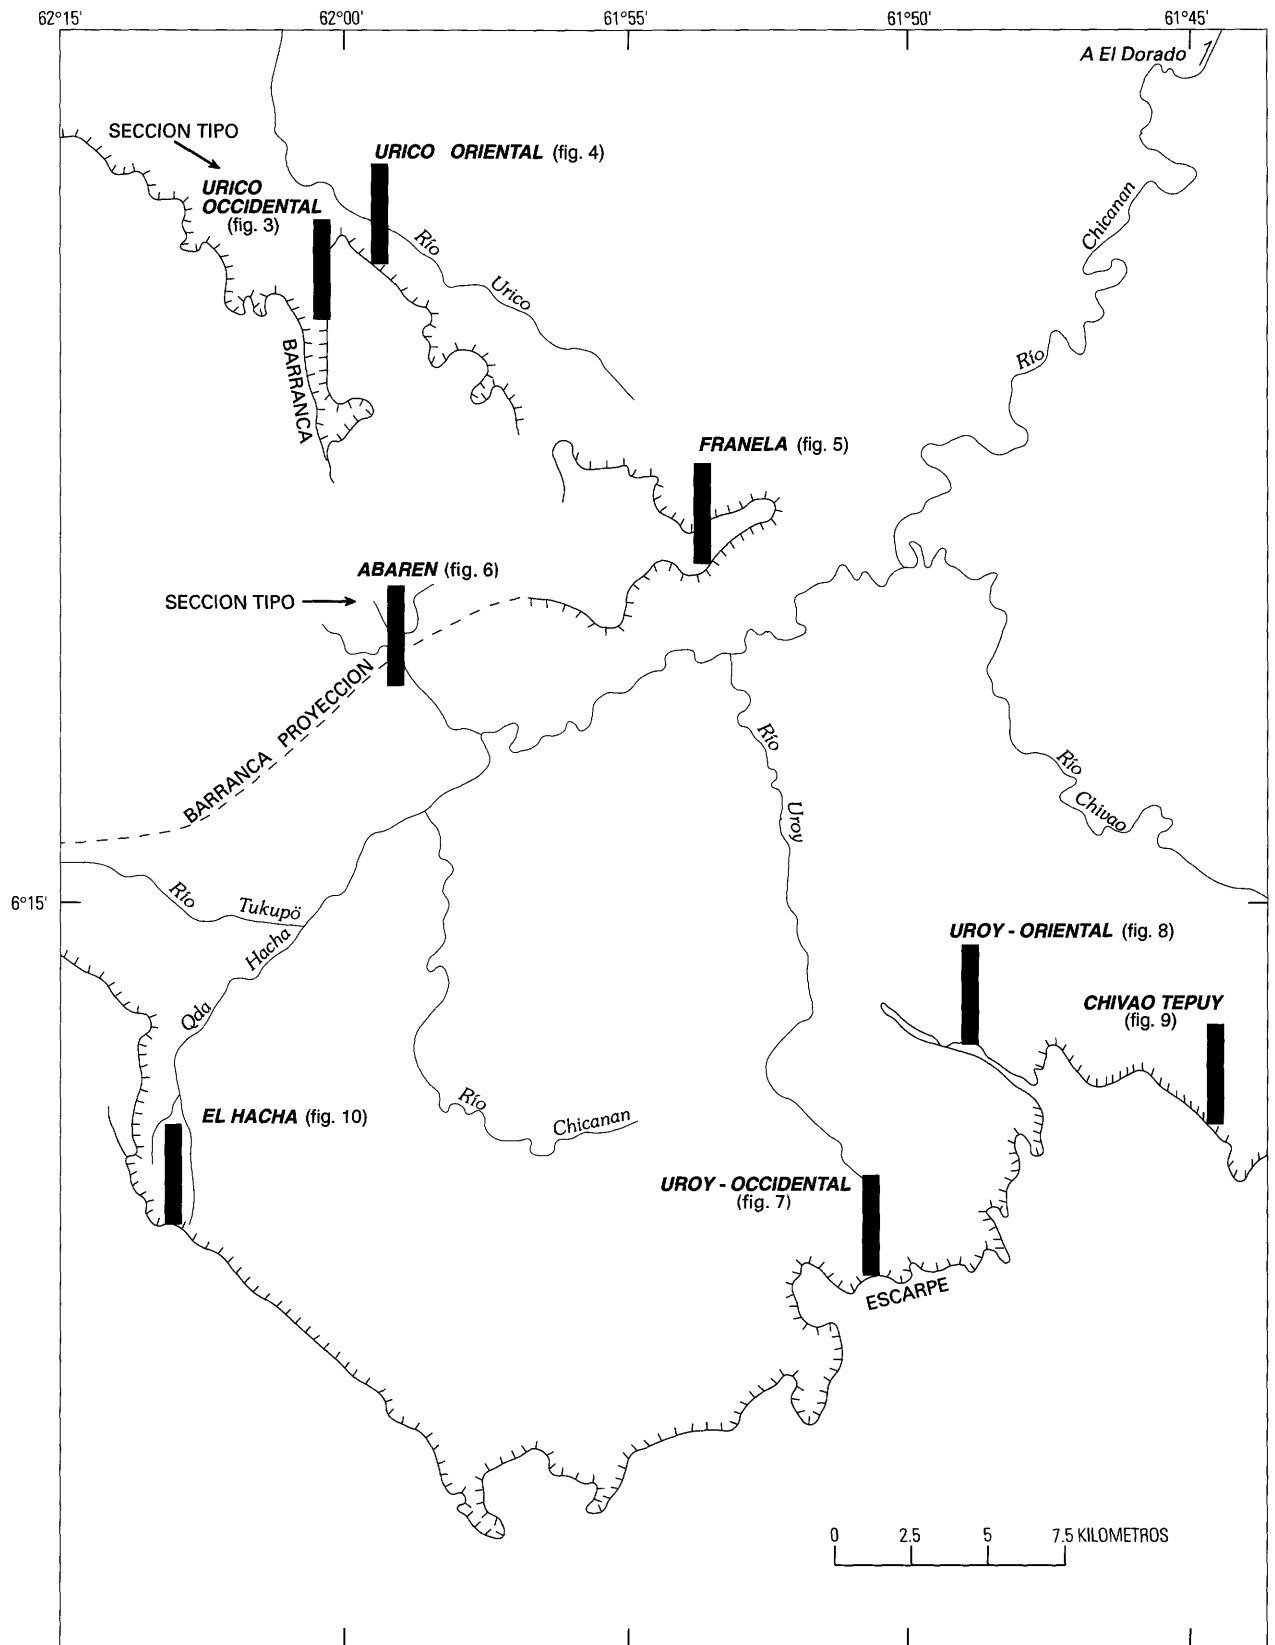 62°15' 62°00' 61°55' 61°50' 61°45'
A El Dorado
SECCION TIPO
URICO ORIENTAL (fig. 4)
URICO
OCCIDENTAL
(fig. 3)
Chicanan
Río
Urico
BARRANCA
Río
FRANELA (fig. 5)
ABAREN (fig. 6)
SECCION TIPO
BARRANCA PROYECCION
Río
Uroy
Río
Chivao
Río
Tukupö
6°15'
Hacha
Qda
UROY - ORIENTAL (fig. 8)
CHIVAO TEPUY
(fig. 9)
Río
Chicanan
EL HACHA (fig. 10)
UROY - OCCIDENTAL
(fig. 7)
ESCARPE
0 2.5 5 7.5 KILOMETROS